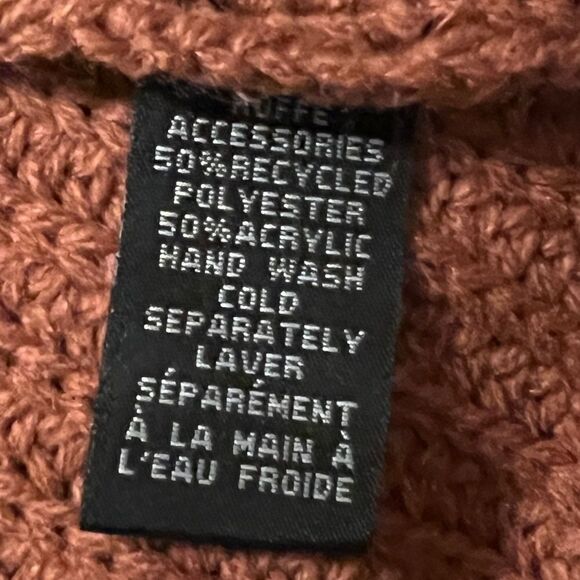 ACCESSORIES
50%RECYCLED
POLYESTER
50%ACRYLIC
HAND WASH
COLD
SEPARATELY
LAVER
SÉPARÉMENT
À LA MAIN À
L'EAU FROIDE